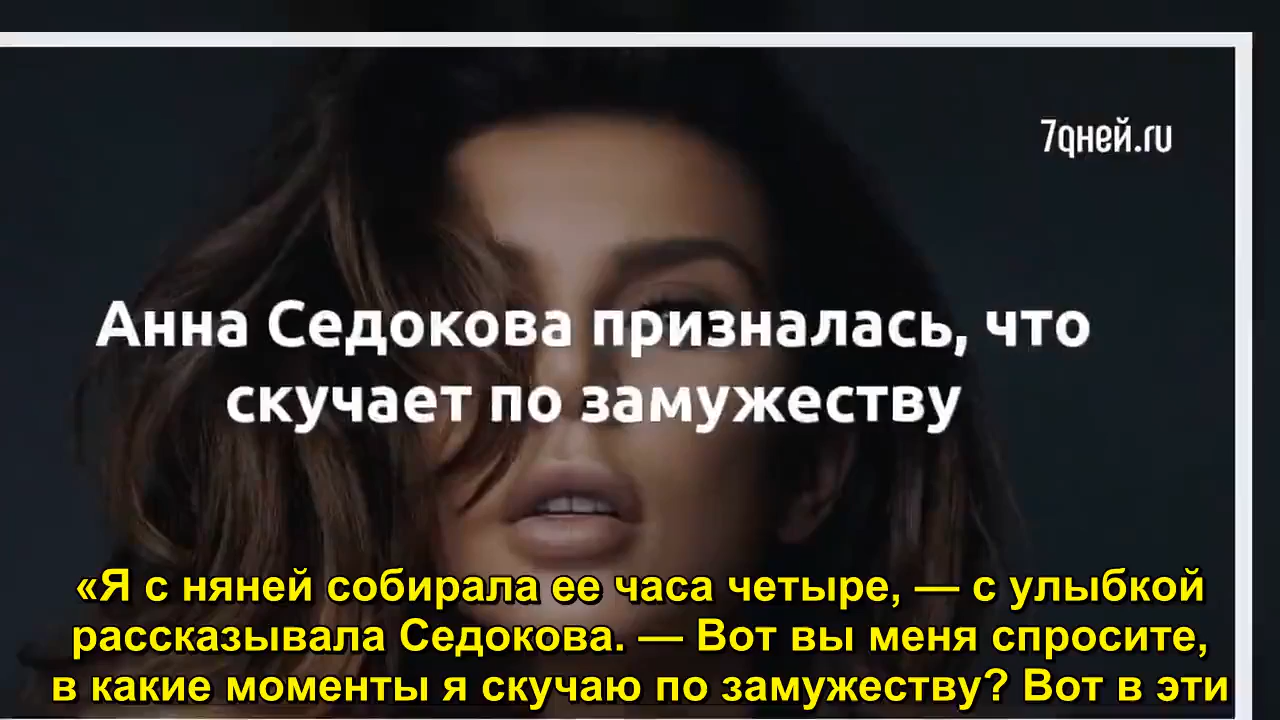 7дней.ru
Анна Седокова призналась, что
скучает по замужеству
«Я с няней собирала ее часа четыре, — с улыбкой
рассказывала Седокова. — Вот вы меня спросите,
в какие моменты я скучаю по замужеству? Вот в эти